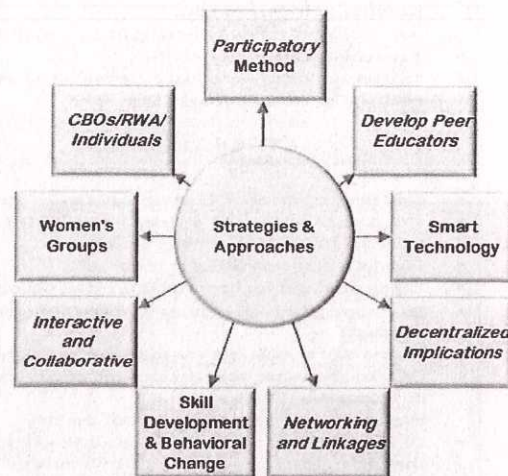 Participatory
Method
CBOs/RWA/
Individuals
Develop Peer
Educators
Women's
Groups
Strategies &
Approaches
Smart
Technology
Interactive
and
Collaborative
Decentralized
Implications
Skill
Development
& Behavioral
Change
Networking
and Linkages